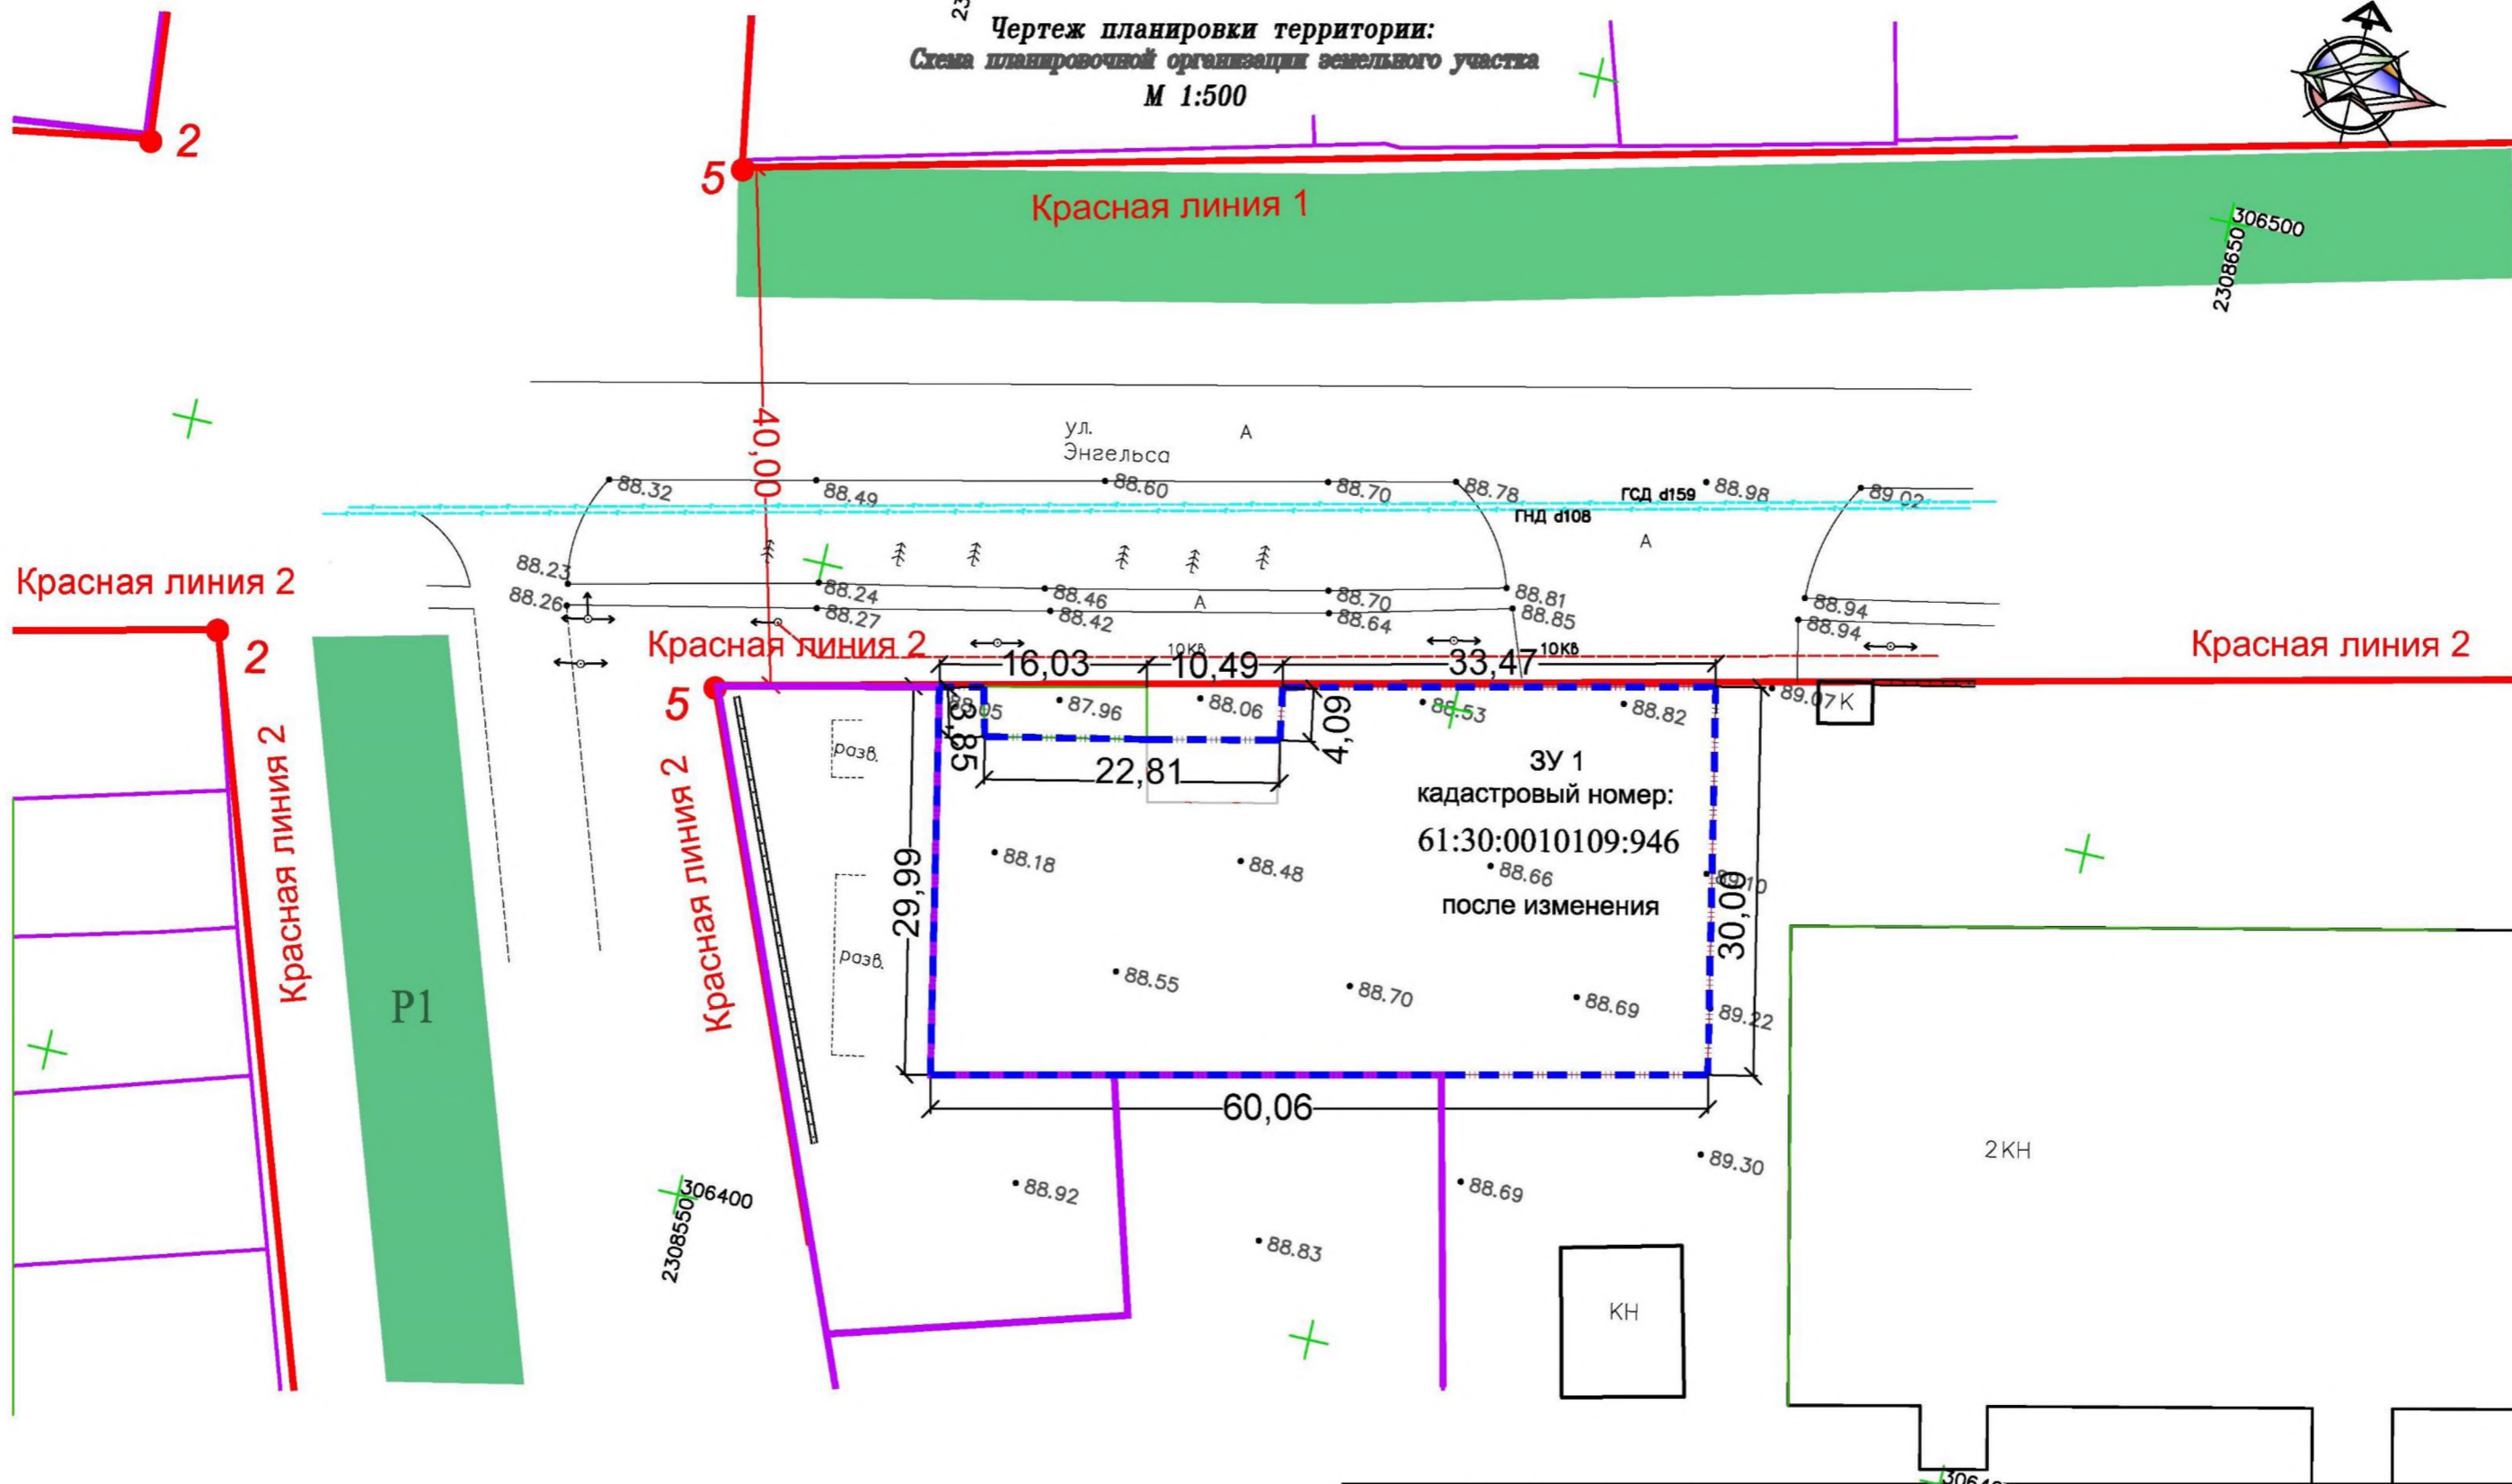 Чертеж планировки территории:
Схема планировочной организации земельного участка
М 1:500
2
5
Красная линия 1
306500
2308650
40,00
ул.
Энгельса
А
88.32
88.49
88.60
88.70
88.78
ГСД d159
88.98
89.02
ГНД d108
А
88.23
88.24
88.46
88.70
88.81
88.94
88.26
88.27
88.42
А
88.64
88.85
88.94
Красная линия 2
2
Красная линия 2
10Кв
10Кв
Красная линия 2
16,03
10,49
33,47
5
88.05
87.96
88.06
88.53
88.82
89.07
К
3,85
4,09
22,81
разв.
ЗУ 1
кадастровый номер:
61:30:0010109:946
после изменения
Красная линия 2
Красная линия 2
29,99
30,00
88.18
88.48
88.66
89.10
разв.
Р1
88.55
88.70
88.69
89.22
60,06
2КН
89.30
306400
2308550
88.92
88.69
88.83
КН